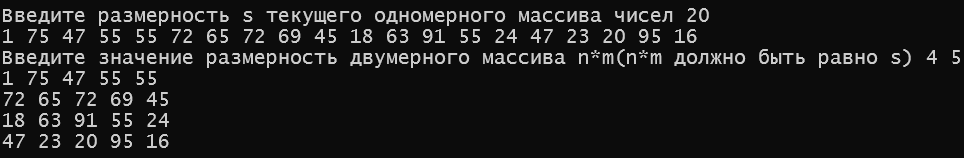 Введите размерность s текущего одномерного массива чисел 20
1 75 47 55 55 72 65 72 69 45 18 63 91 55 24 47 23 20 95 16
Введите значение размерность двумерного массива n*m(n*m должно быть равно s) 4 5
1 75 47 55 55
72 65 72 69 45
18 63 91 55 24
47 23 20 95 16